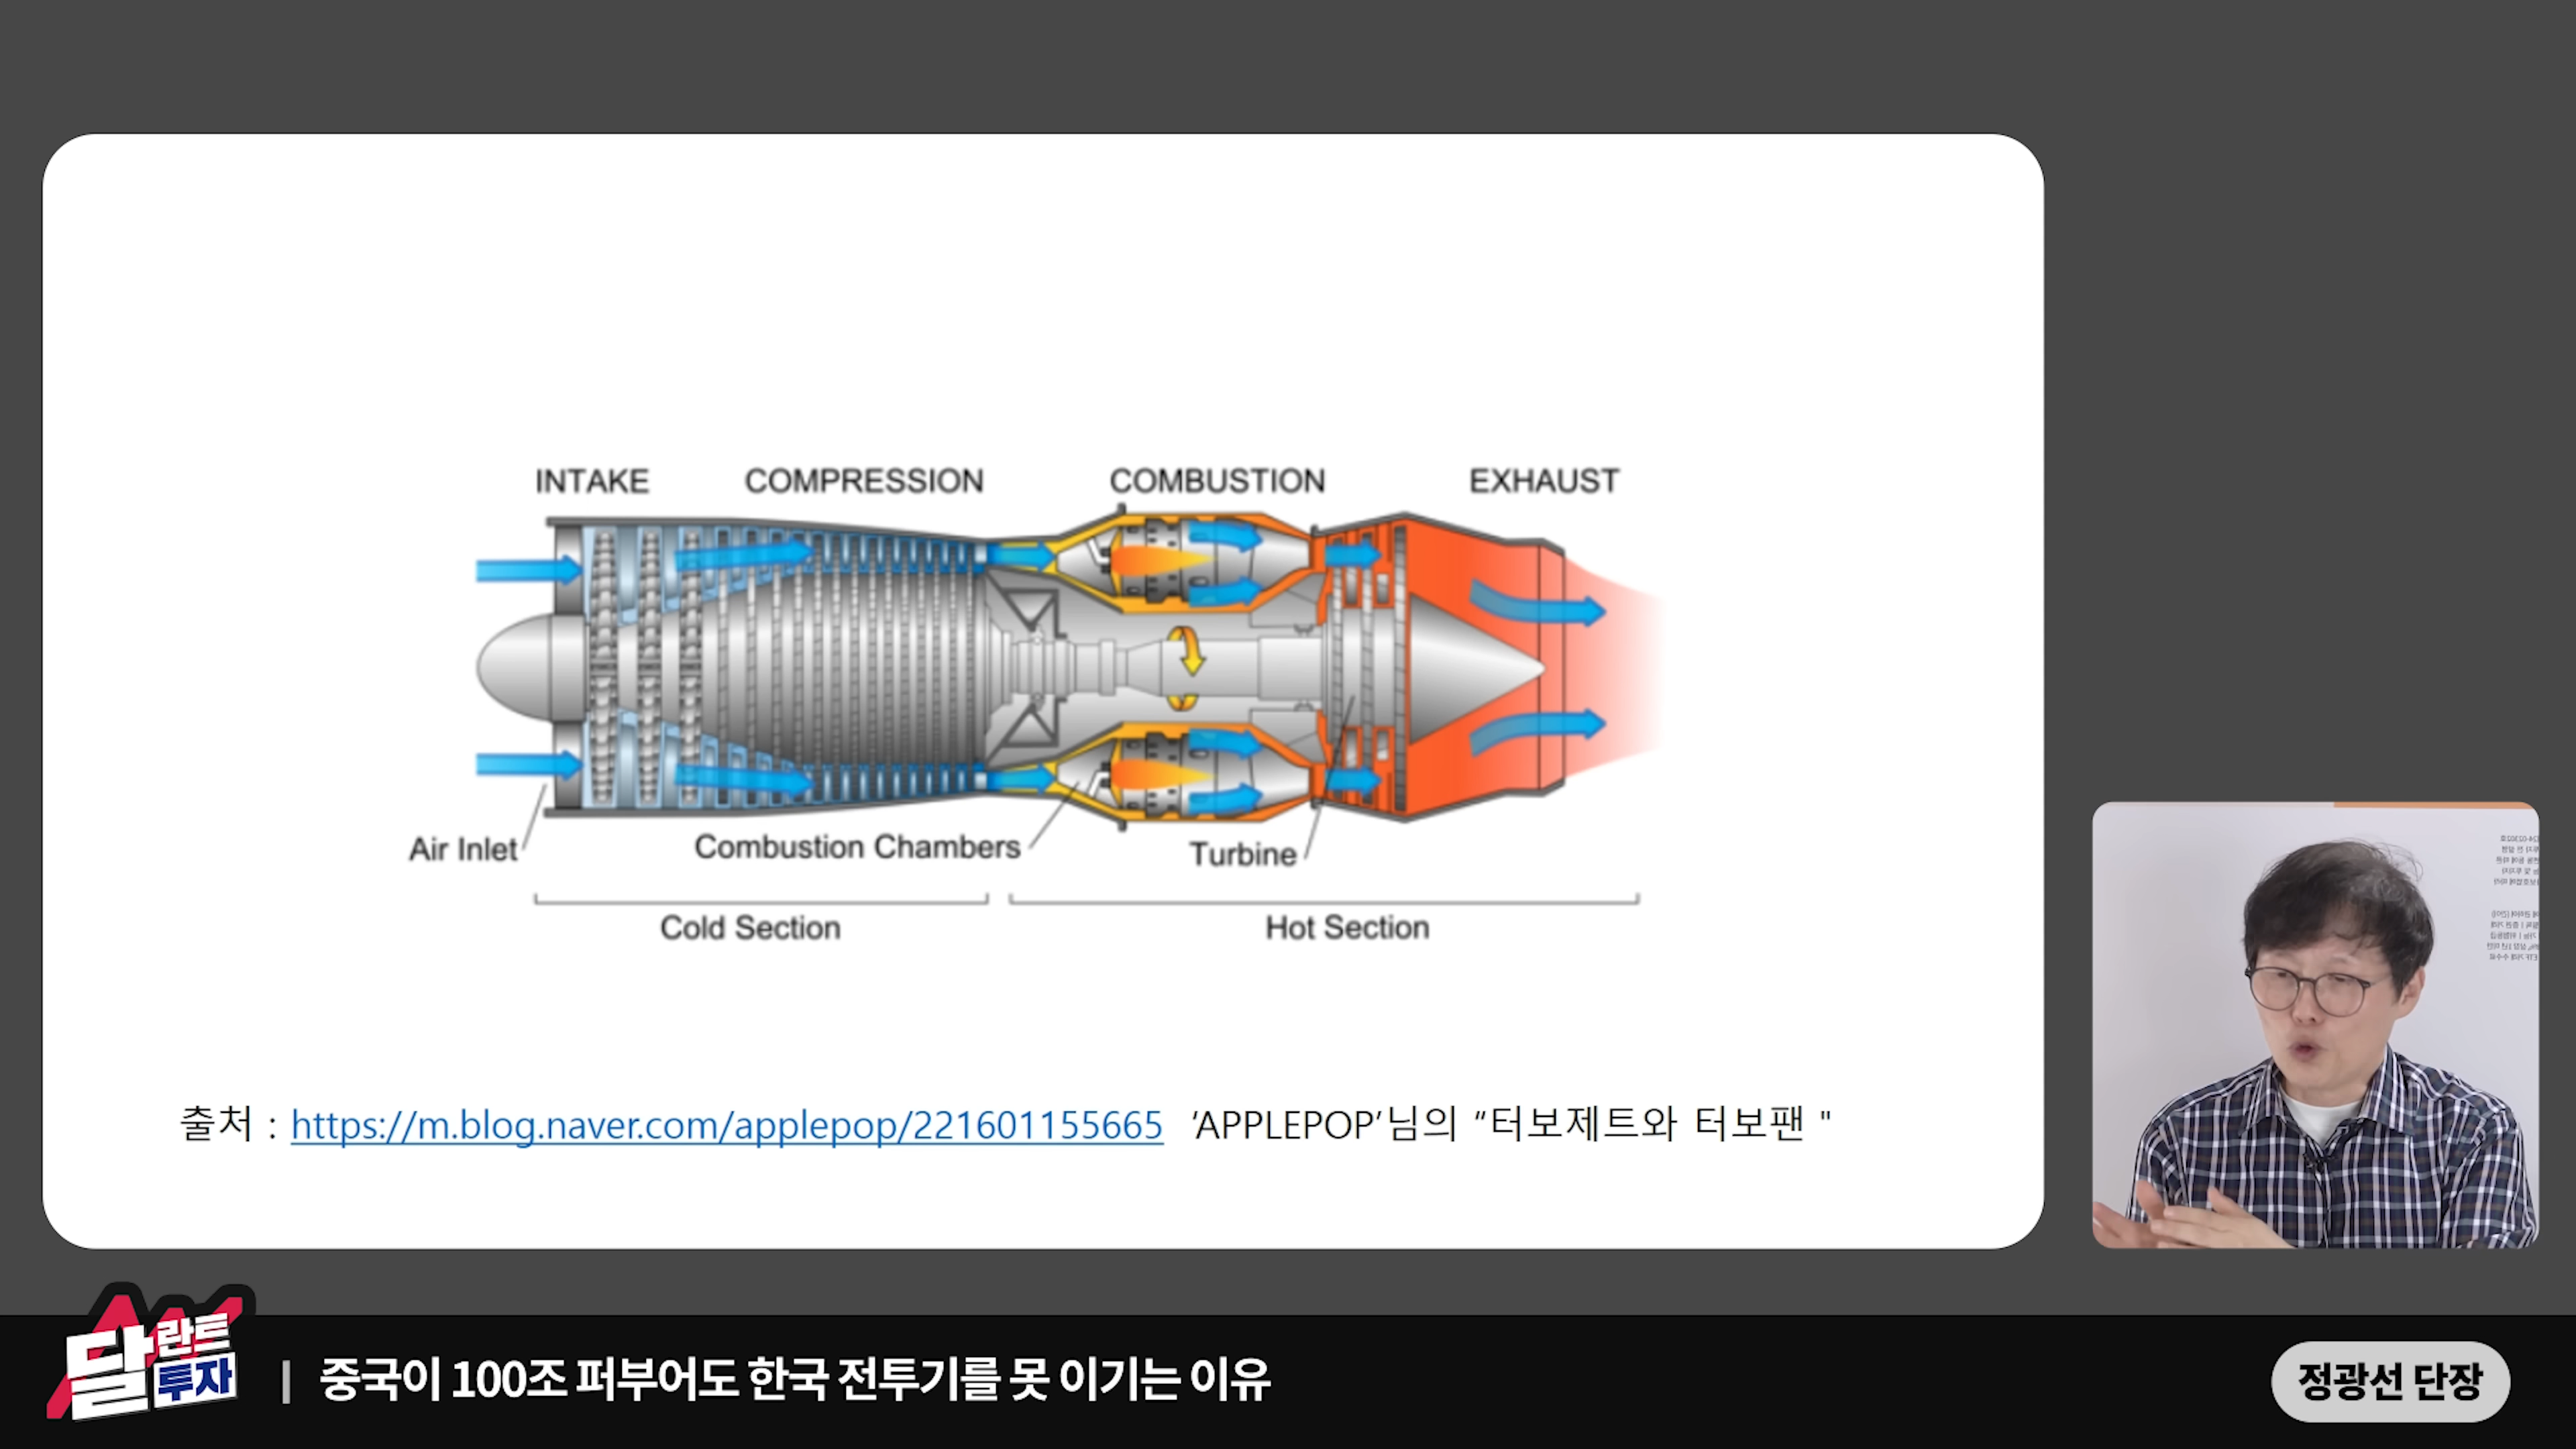 INTAKE COMPRESSION COMBUSTION EXHAUST
Air Inlet Combustion Chambers Turbine
Cold Section Hot Section
출처 : https://m.blog.naver.com/applepop/221601155665 ‘APPLEPOP’님의 “터보제트와 터보팬 "
달란트
투자
| 중국이 100조 퍼부어도 한국 전투기를 못 이기는 이유
정광선 단장